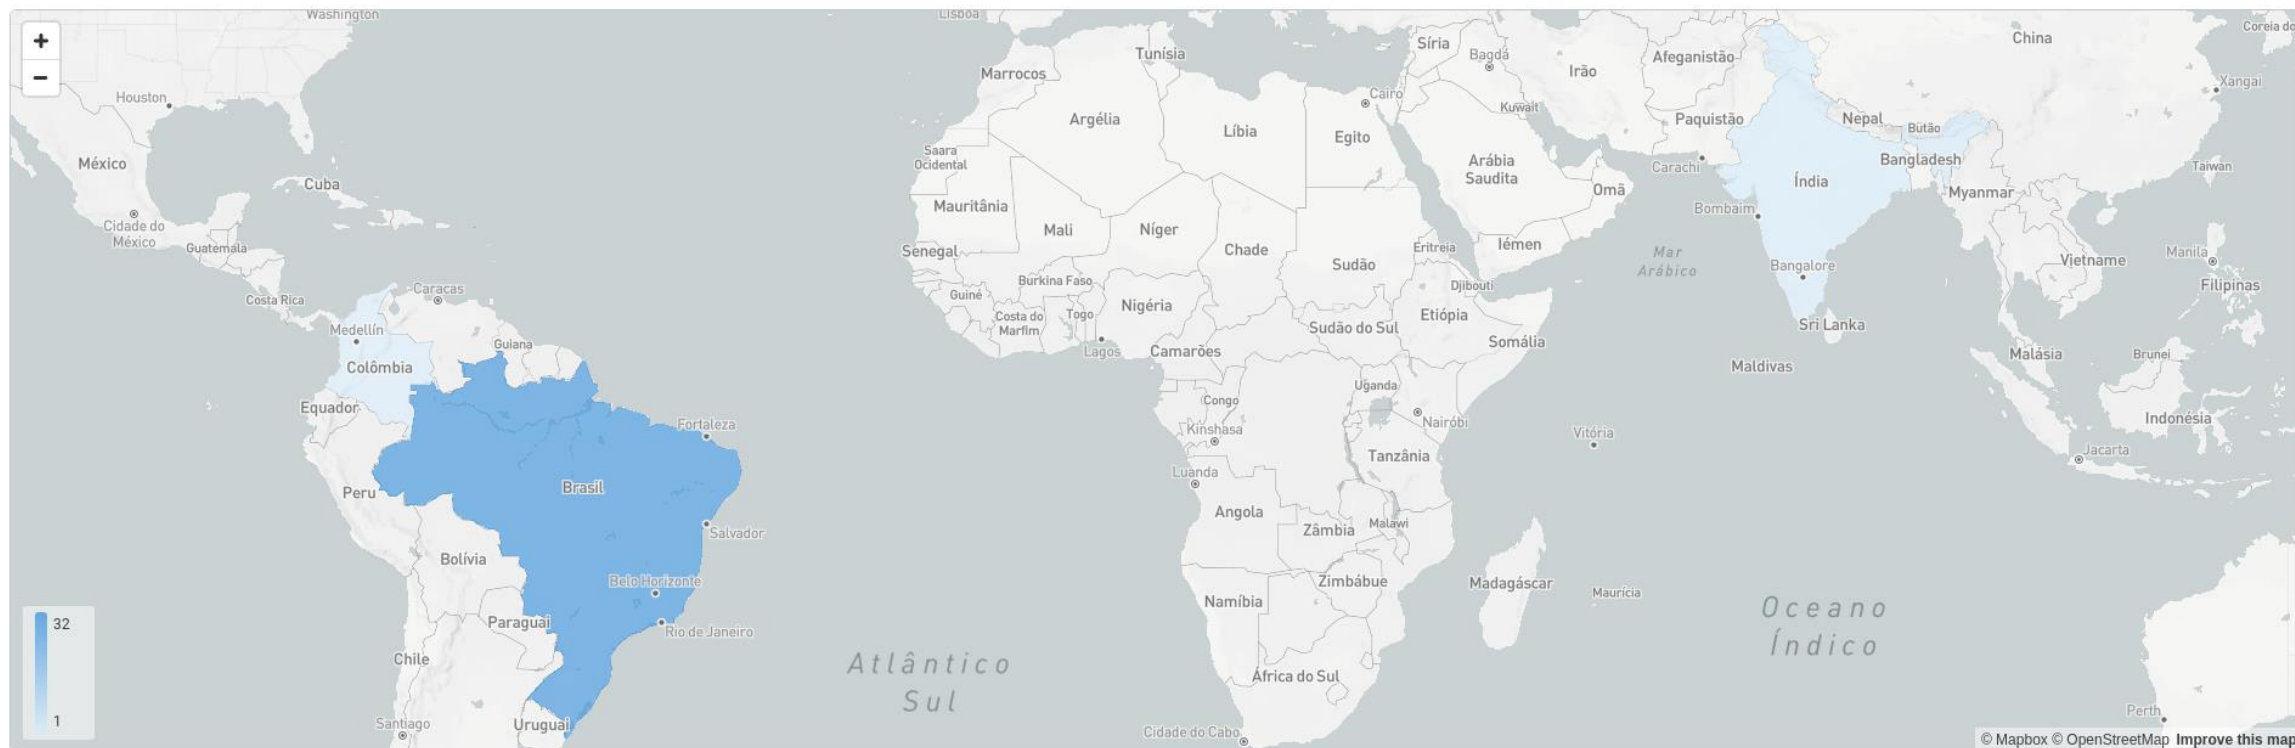 Washington
Lisboa
+
−
Síria
Bagdá
Afeganistão
China
Coreia do
Tunísia
Marrocos
Irão
Xangai
Houston
Cairo
Kuwait
Argélia
Líbia
Egito
Paquistão
Nepal
Butão
México
Cuba
Saara
Ocidental
Arábia
Saudita
Carachi
Bangladesh
Taiwan
Índia
Omã
Myanmar
Cidade do
México
Mauritânia
Mali
Níger
Chade
Bombaim
Guatemala
Senegal
Eritreia
Iémen
Mar
Arábico
Manila
Vietname
Sudão
Bangalore
Caracas
Costa Rica
Burkina Faso
Guiné
Nigéria
Djibouti
Filipinas
Costa do
Marfim
Togo
Sudão do Sul
Etiópia
Sri Lanka
Medellín
Guiana
Lagos
Camarões
Somália
Malásia
Brunei
Colômbia
Maldivas
Uganda
Equador
Congo
Fortaleza
Nairóbi
Indonésia
Kinshasa
Vitória
Jacarta
Tanzânia
Luanda
Peru
Brasil
Angola
Malawi
Zâmbia
Salvador
Bolívia
Belo Horizonte
Zimbábue
Madagáscar
Maurícia
Namíbia
Oceano
Índico
32
Paraguai
Rio de Janeiro
Chile
Atlântico
Sul
África do Sul
1
Santiago
Uruguai
Cidade do Cabo
Perth
© Mapbox © OpenStreetMap Improve this map